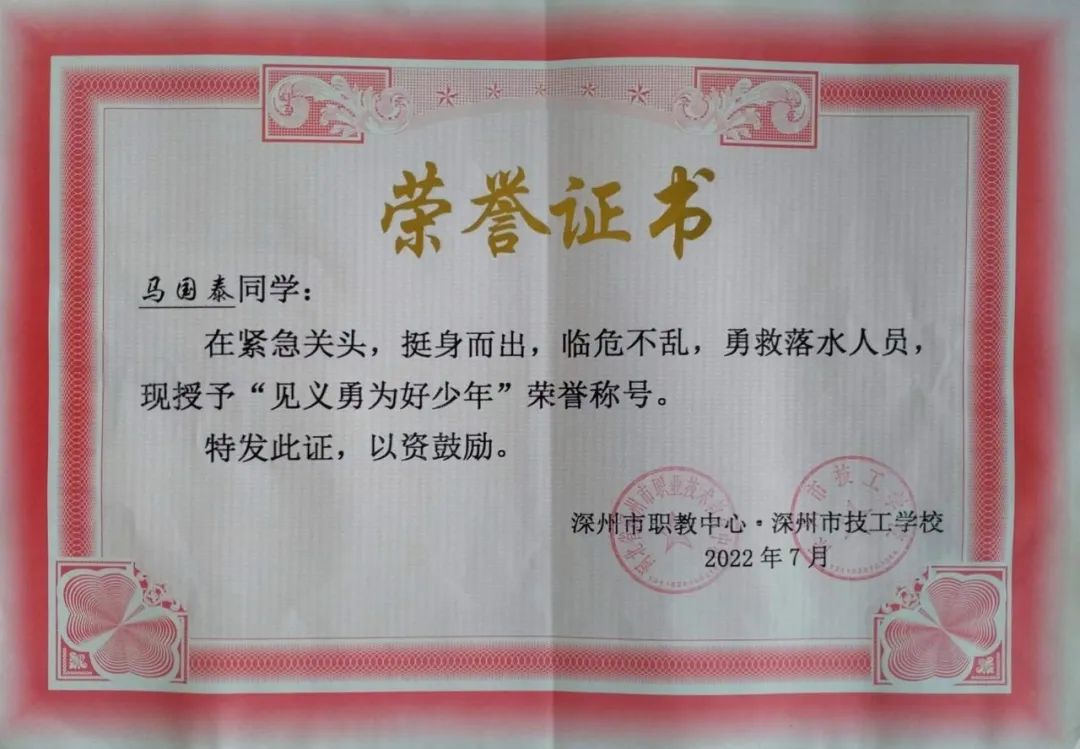 荣誉证书
马国泰同学：
在紧急关头，挺身而出，临危不乱，勇救落水人员，
现授予“见义勇为好少年”荣誉称号。
特发此证，以资鼓励。
深州市职教中心·深州市技工学校
2022年7月